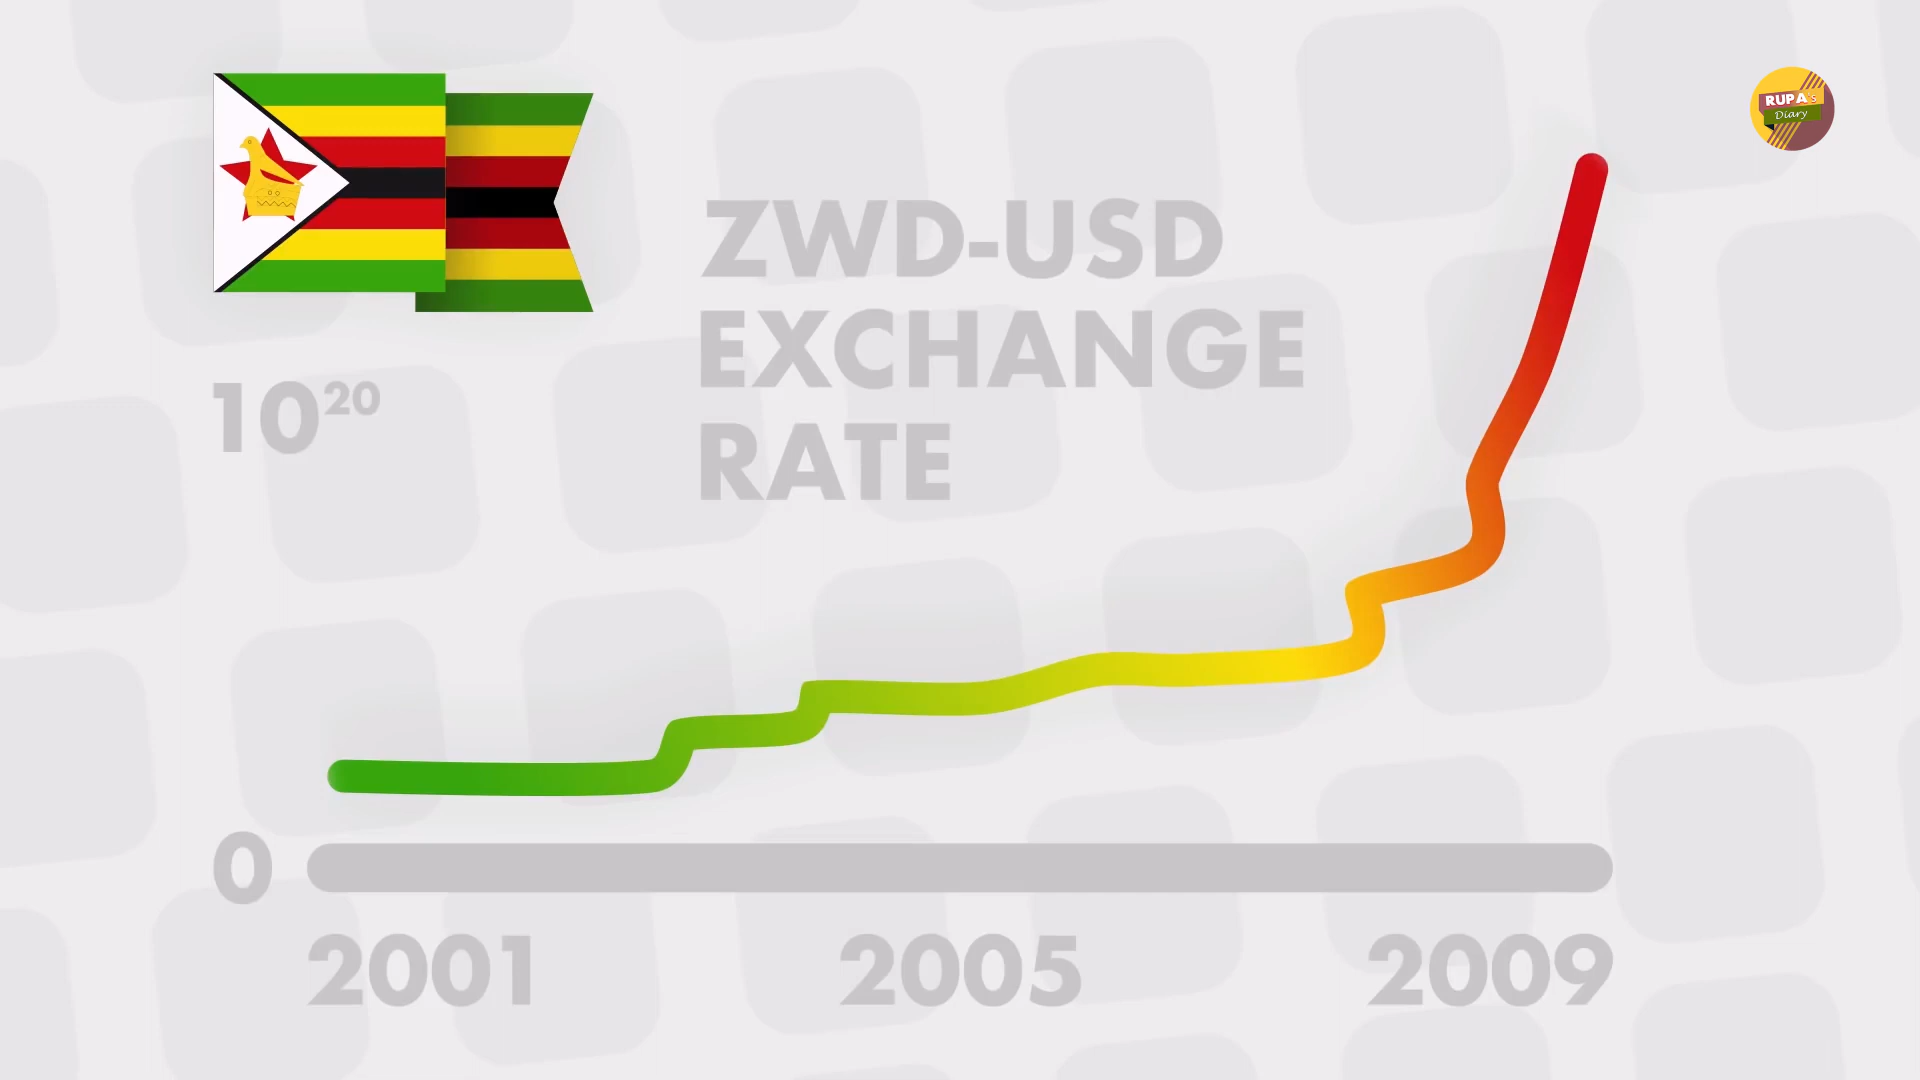 RUPA's
Diary
ZWD-USD
EXCHANGE
RATE
10²⁰
0
2001 2005 2009